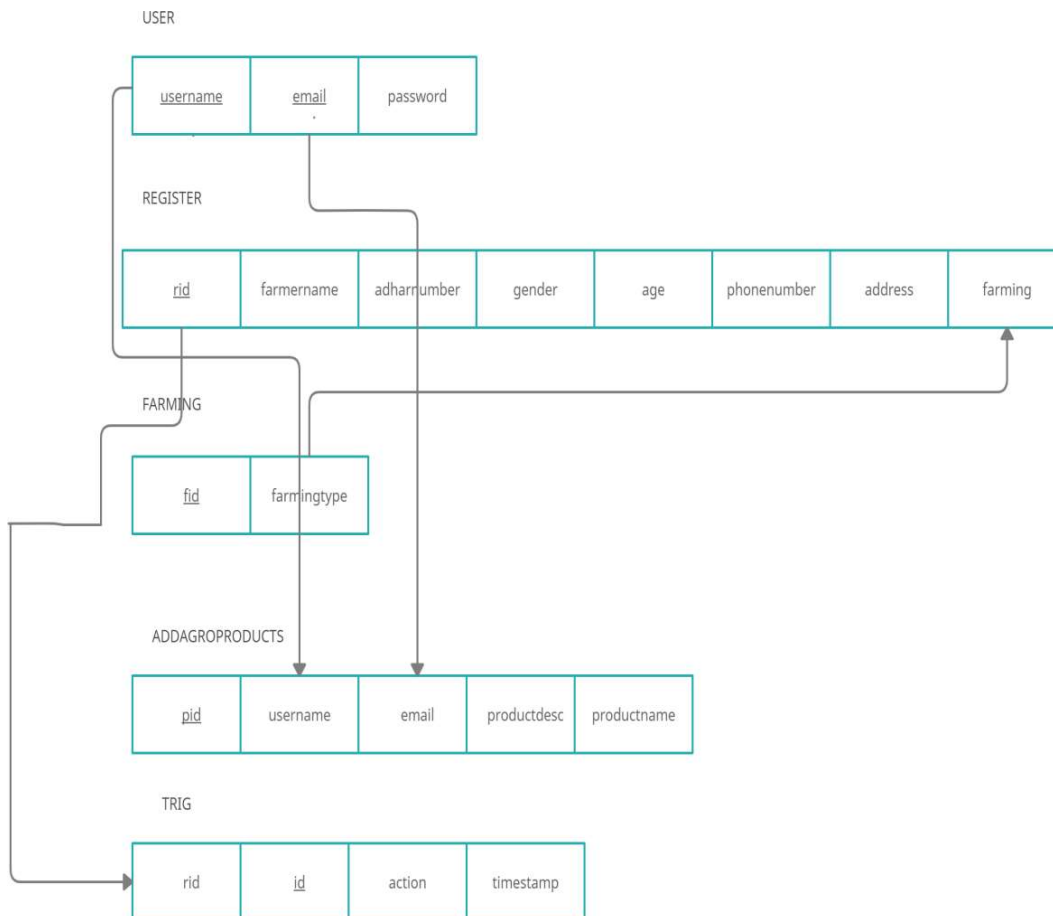 USER
username email password
REGISTER
rid farmername adharnumber gender age phonenumber address farming
FARMING
fid farmingtype
ADDAGROPRODUCTS
pid username email productdesc productname
TRIG
rid id action timestamp